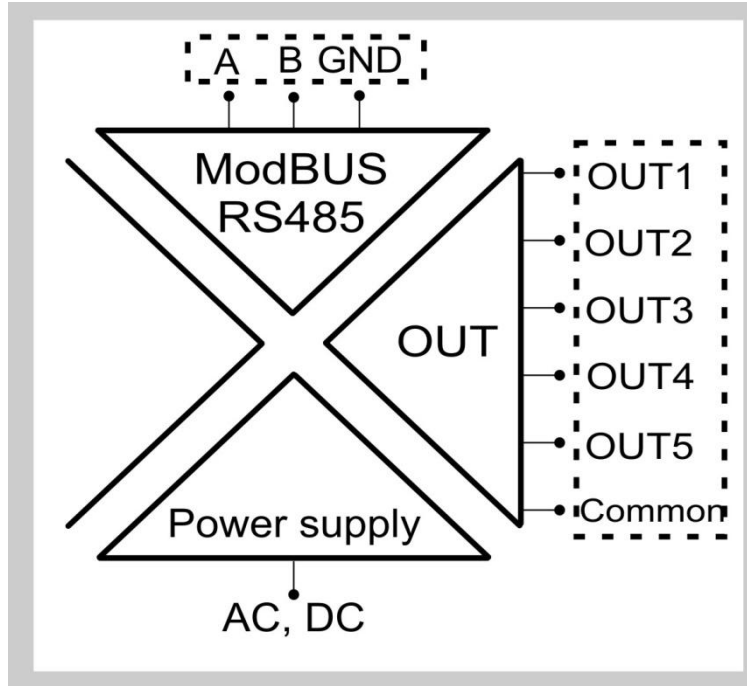 A B GND
ModBUS
RS485
OUT1
OUT2
OUT3
OUT
OUT4
OUT5
Common
Power supply
AC, DC